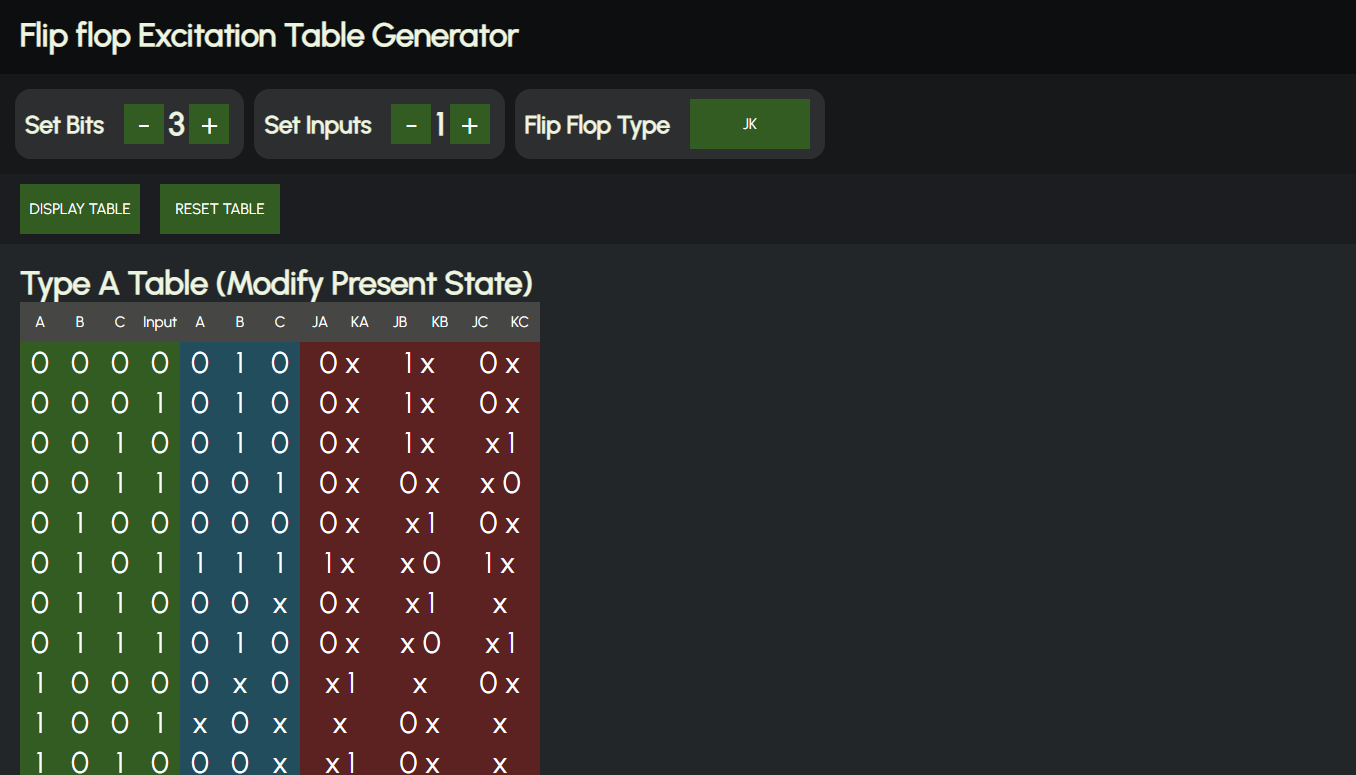 Flip flop Excitation Table Generator
Set Bits - 3 + Set Inputs - 1 + Flip Flop Type JK
DISPLAY TABLE RESET TABLE
Type A Table (Modify Present State)
A B C Input A B C JA KA JB KB JC KC
0 0 0 0 0 1 0 0 x 1 x 0 x
0 0 0 1 0 1 0 0 x 1 x 0 x
0 0 1 0 0 1 0 0 x 1 x x 1
0 0 1 1 0 0 1 0 x 0 x x 0
0 1 0 0 0 0 0 0 x x 1 0 x
0 1 0 1 1 1 1 1 x x 0 1 x
0 1 1 0 0 0 x 0 x x 1 x
0 1 1 1 0 1 0 0 x x 0 x 1
1 0 0 0 0 x 0 x 1 x 0 x
1 0 0 1 x 0 x x 0 x x
1 0 1 0 0 0 x x 1 0 x x